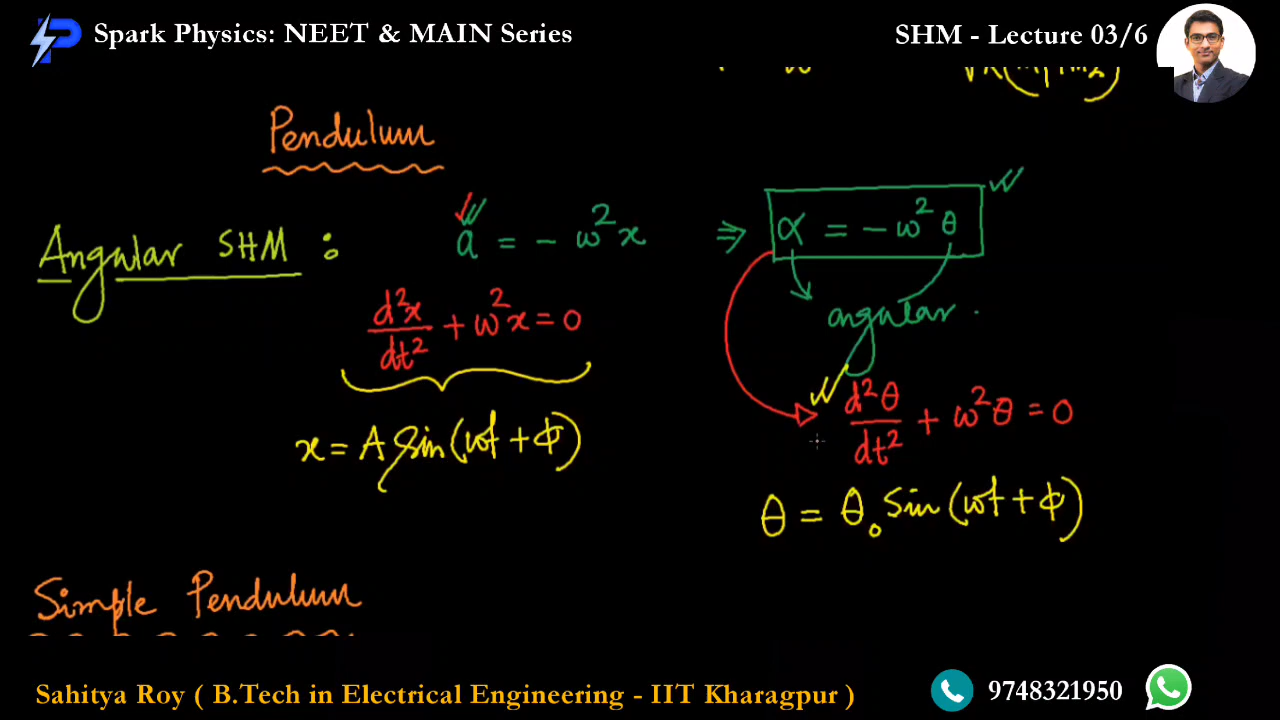 Spark Physics: NEET & MAIN Series
SHM - Lecture 03/6
Pendulum
Angular SHM :
a = - ω²x
⇒ α = - ω²θ
angular.
d²x/dt² + ω²x = 0
d²θ/dt² + ω²θ = 0
x = A sin(ωt + ϕ)
θ = θ₀ sin(ωt + ϕ)
Simple Pendulum
Sahitya Roy ( B.Tech in Electrical Engineering - IIT Kharagpur )
9748321950